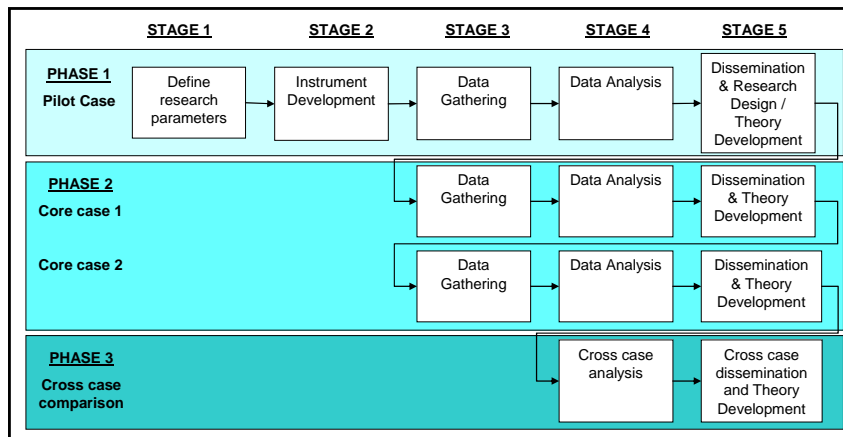 STAGE 1 STAGE 2 STAGE 3 STAGE 4 STAGE 5
PHASE 1
Pilot Case
Define
research
parameters
Instrument
Development
Data
Gathering
Data Analysis
Dissemination
& Research
Design /
Theory
Development
PHASE 2
Core case 1
Data
Gathering
Data Analysis
Dissemination
& Theory
Development
Core case 2
Data
Gathering
Data Analysis
Dissemination
& Theory
Development
PHASE 3
Cross case
comparison
Cross case
analysis
Cross case
dissemination
and Theory
Development